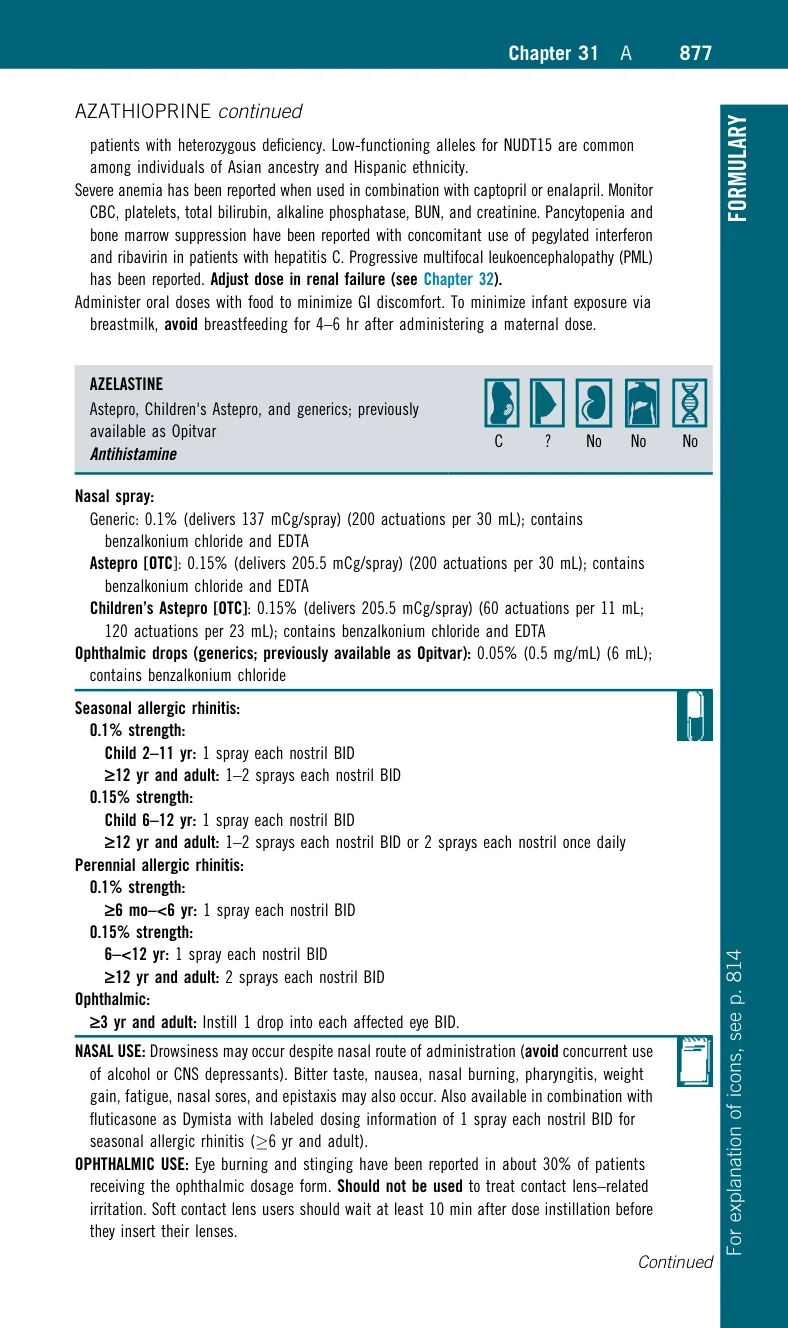 Chapter 31 A 877
AZATHIOPRINE continued
patients with heterozygous deficiency. Low-functioning alleles for NUDT15 are common
among individuals of Asian ancestry and Hispanic ethnicity.
Severe anemia has been reported when used in combination with captopril or enalapril. Monitor
CBC, platelets, total bilirubin, alkaline phosphatase, BUN, and creatinine. Pancytopenia and
bone marrow suppression have been reported with concomitant use of pegylated interferon
and ribavirin in patients with hepatitis C. Progressive multifocal leukoencephalopathy (PML)
has been reported. Adjust dose in renal failure (see Chapter 32).
Administer oral doses with food to minimize GI discomfort. To minimize infant exposure via
breastmilk, avoid breastfeeding for 4–6 hr after administering a maternal dose.
AZELASTINE
Astepro, Children's Astepro, and generics; previously
available as Opitvar
Antihistamine
C ? No No No
Nasal spray:
Generic: 0.1% (delivers 137 mCg/spray) (200 actuations per 30 mL); contains
benzalkonium chloride and EDTA
Astepro [OTC]: 0.15% (delivers 205.5 mCg/spray) (200 actuations per 30 mL); contains
benzalkonium chloride and EDTA
Children’s Astepro [OTC]: 0.15% (delivers 205.5 mCg/spray) (60 actuations per 11 mL;
120 actuations per 23 mL); contains benzalkonium chloride and EDTA
Ophthalmic drops (generics; previously available as Opitvar): 0.05% (0.5 mg/mL) (6 mL);
contains benzalkonium chloride
Seasonal allergic rhinitis:
0.1% strength:
Child 2–11 yr: 1 spray each nostril BID
≥12 yr and adult: 1–2 sprays each nostril BID
0.15% strength:
Child 6–12 yr: 1 spray each nostril BID
≥12 yr and adult: 1–2 sprays each nostril BID or 2 sprays each nostril once daily
Perennial allergic rhinitis:
0.1% strength:
≥6 mo–<6 yr: 1 spray each nostril BID
0.15% strength:
6–<12 yr: 1 spray each nostril BID
≥12 yr and adult: 2 sprays each nostril BID
Ophthalmic:
≥3 yr and adult: Instill 1 drop into each affected eye BID.
NASAL USE: Drowsiness may occur despite nasal route of administration (avoid concurrent use
of alcohol or CNS depressants). Bitter taste, nausea, nasal burning, pharyngitis, weight
gain, fatigue, nasal sores, and epistaxis may also occur. Also available in combination with
fluticasone as Dymista with labeled dosing information of 1 spray each nostril BID for
seasonal allergic rhinitis (≥6 yr and adult).
OPHTHALMIC USE: Eye burning and stinging have been reported in about 30% of patients
receiving the ophthalmic dosage form. Should not be used to treat contact lens–related
irritation. Soft contact lens users should wait at least 10 min after dose instillation before
they insert their lenses.
Continued
FORMULARY
For explanation of icons, see p. 814